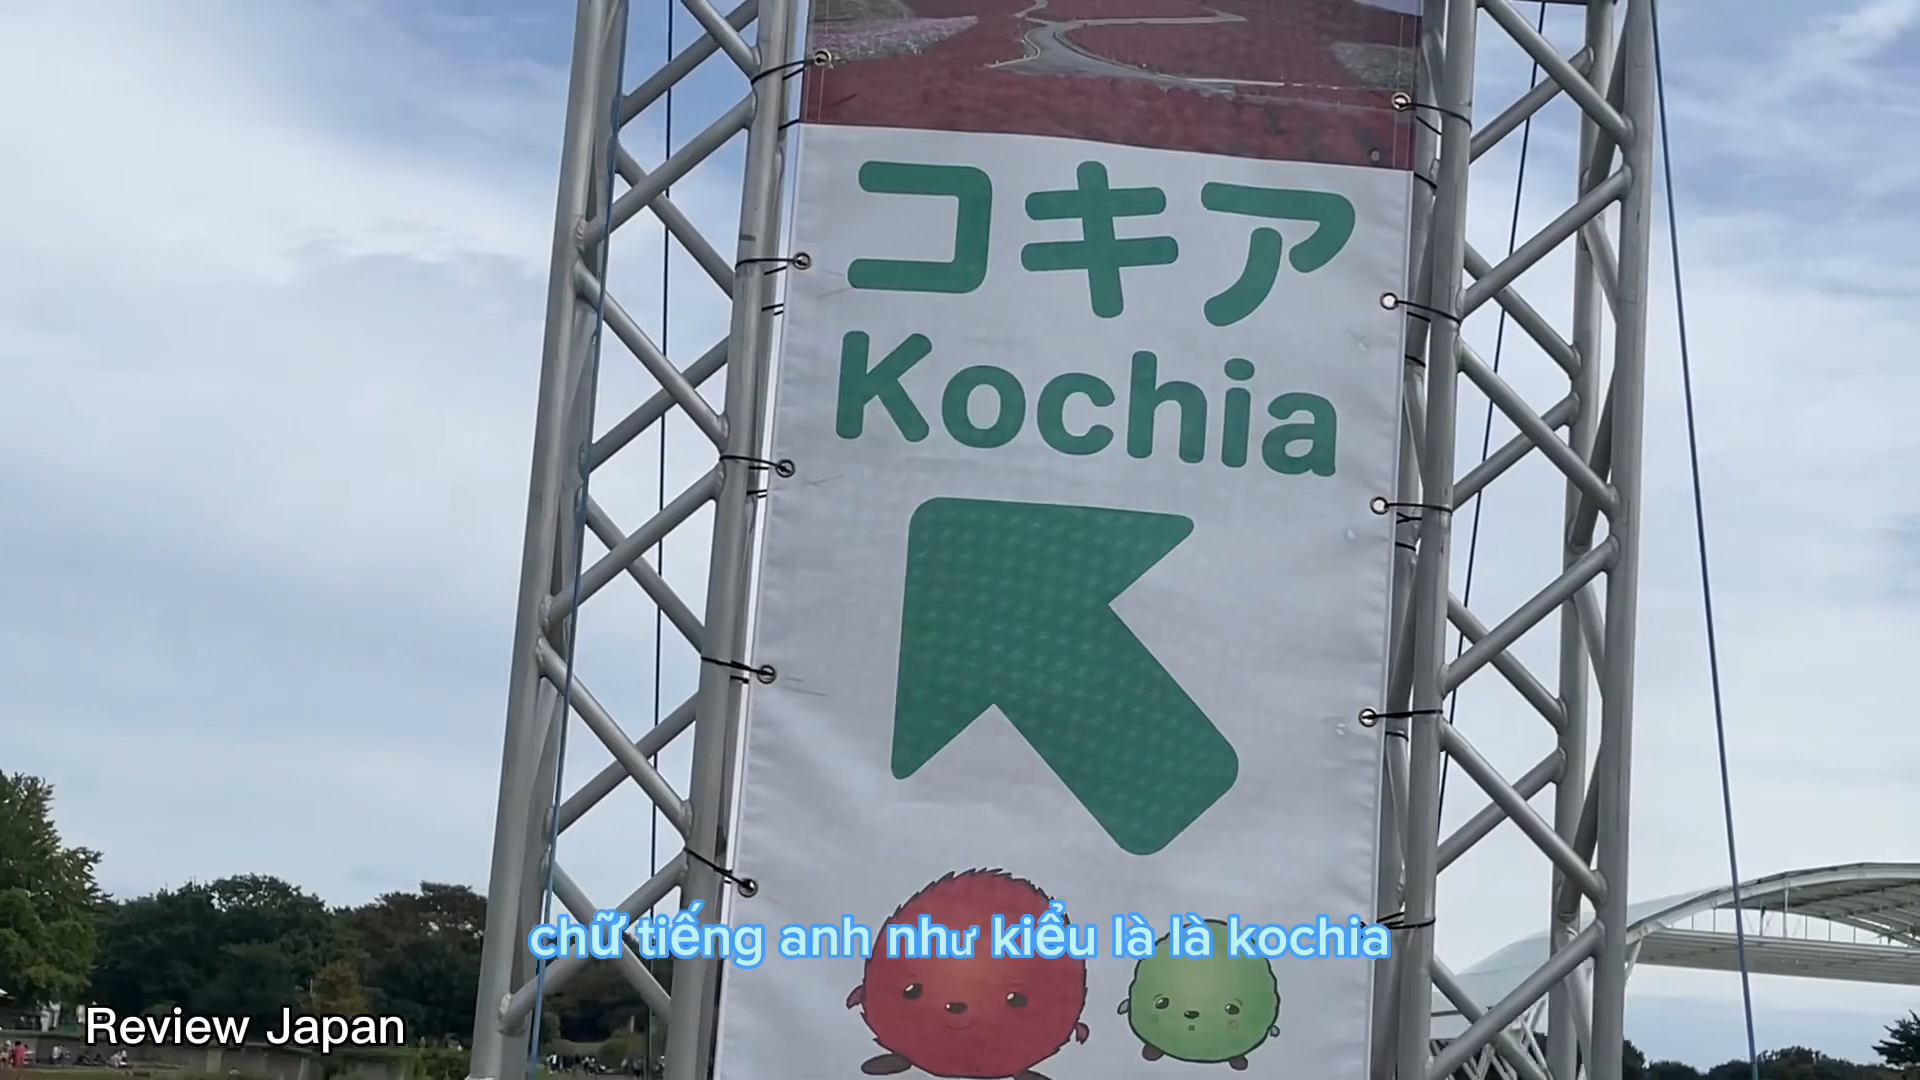 コキア
Kochia
chữ tiếng anh như kiểu là là kochia
Review Japan